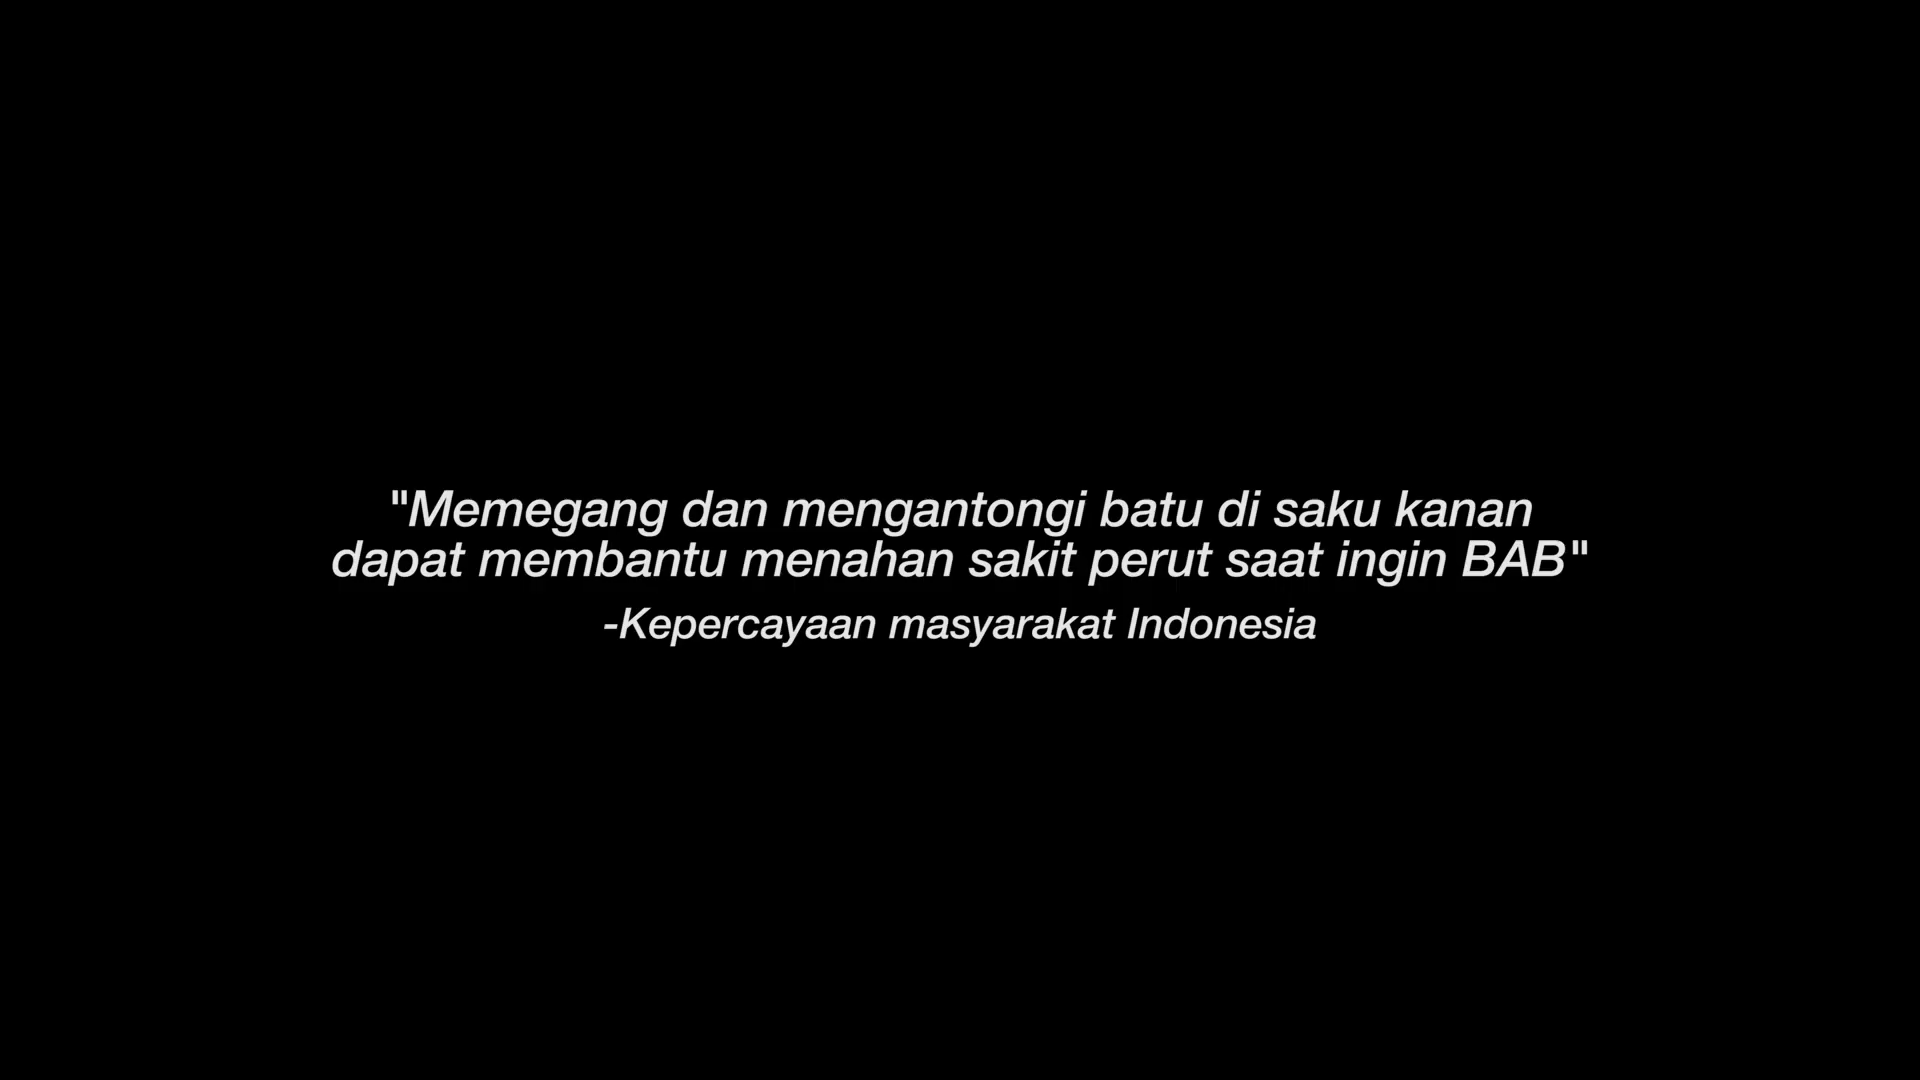 "Memegang dan mengantongi batu di saku kanan
dapat membantu menahan sakit perut saat ingin BAB"
-Kepercayaan masyarakat Indonesia